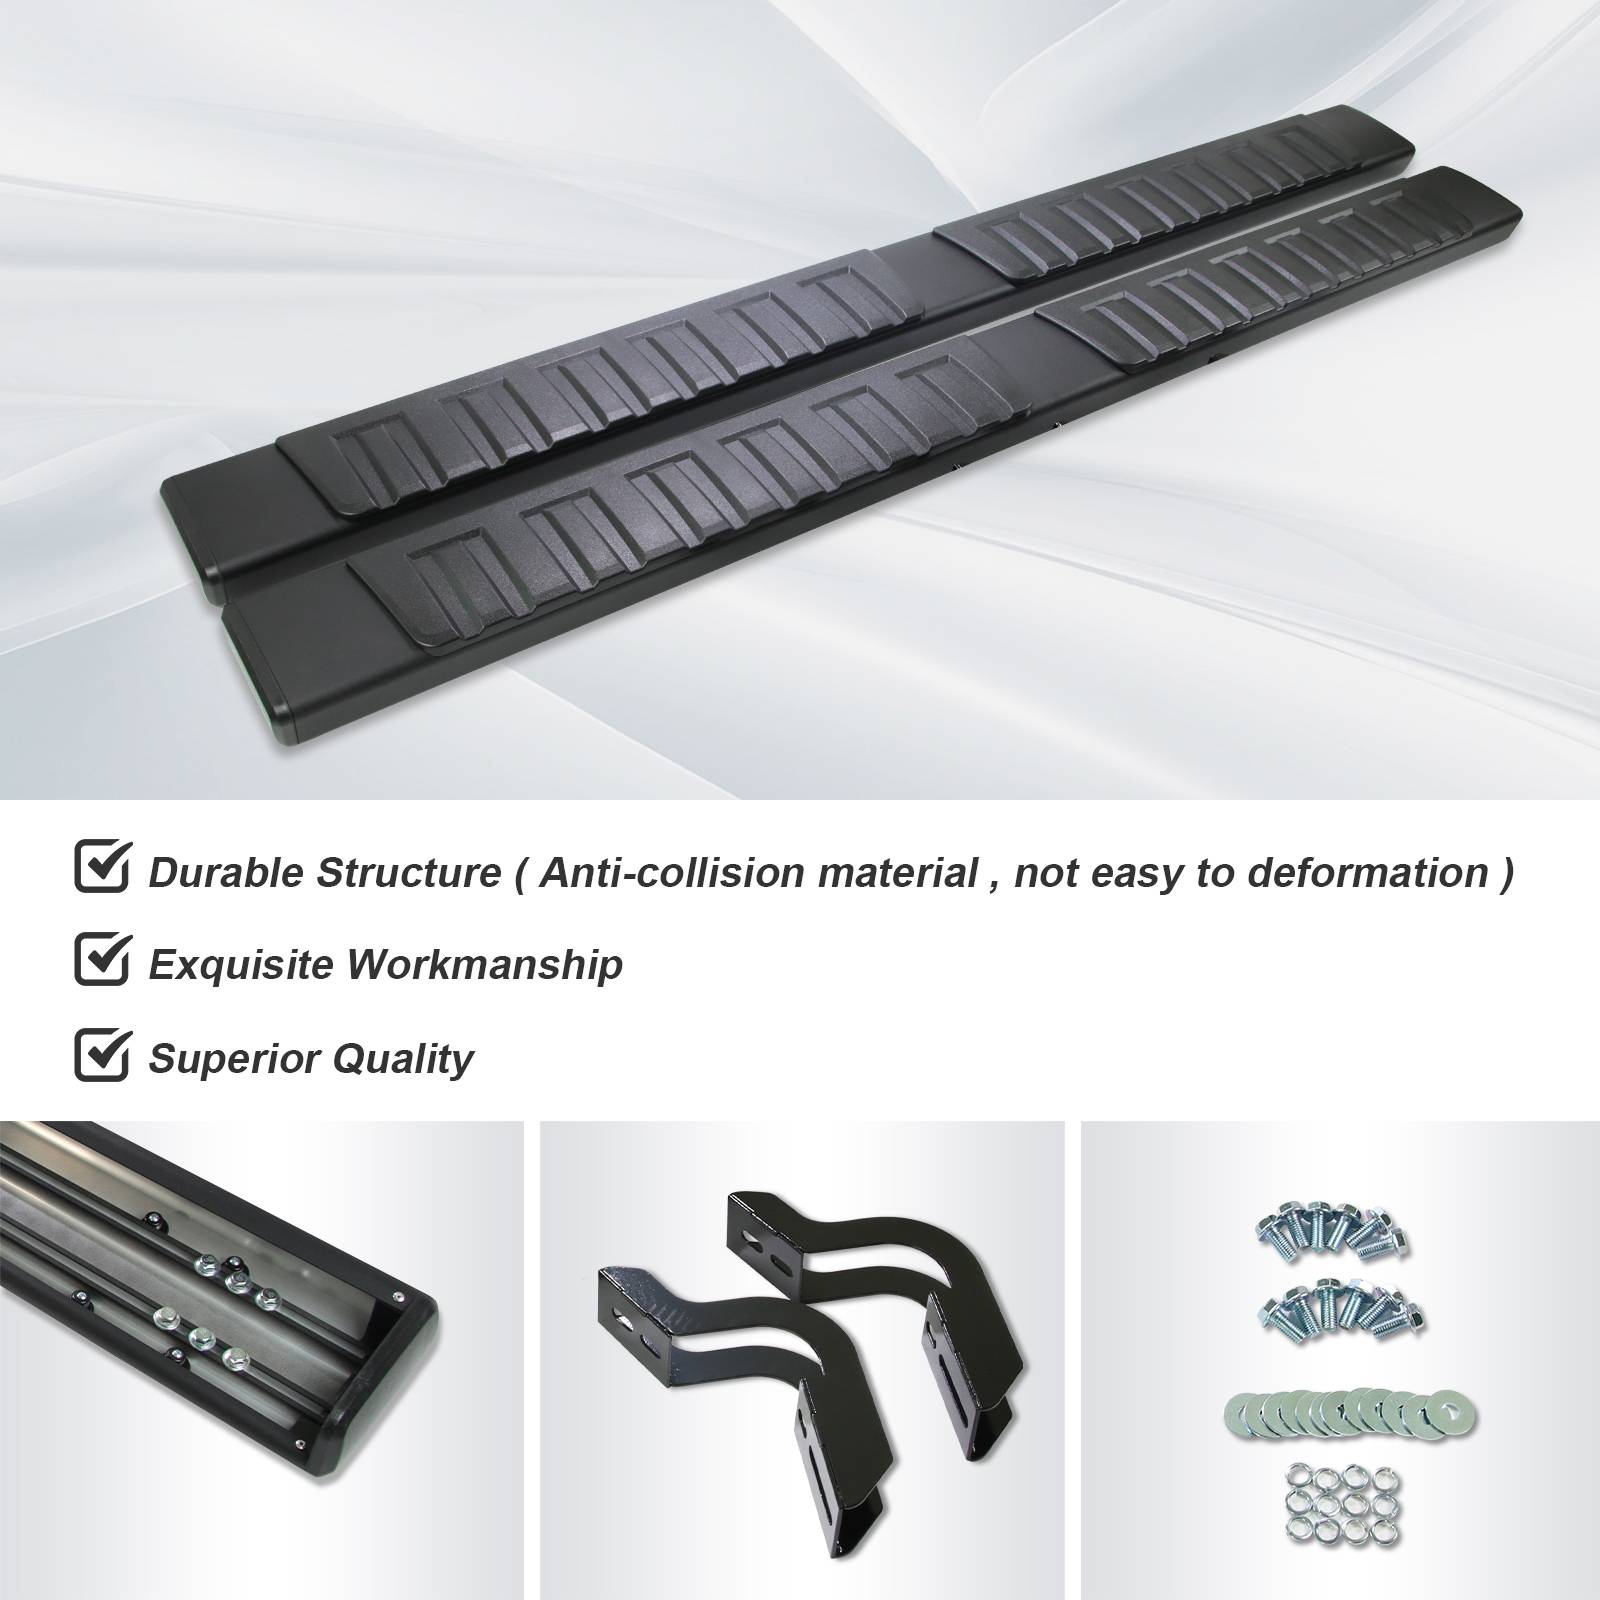 Durable Structure ( Anti-collision material , not easy to deformation )
Exquisite Workmanship
Superior Quality